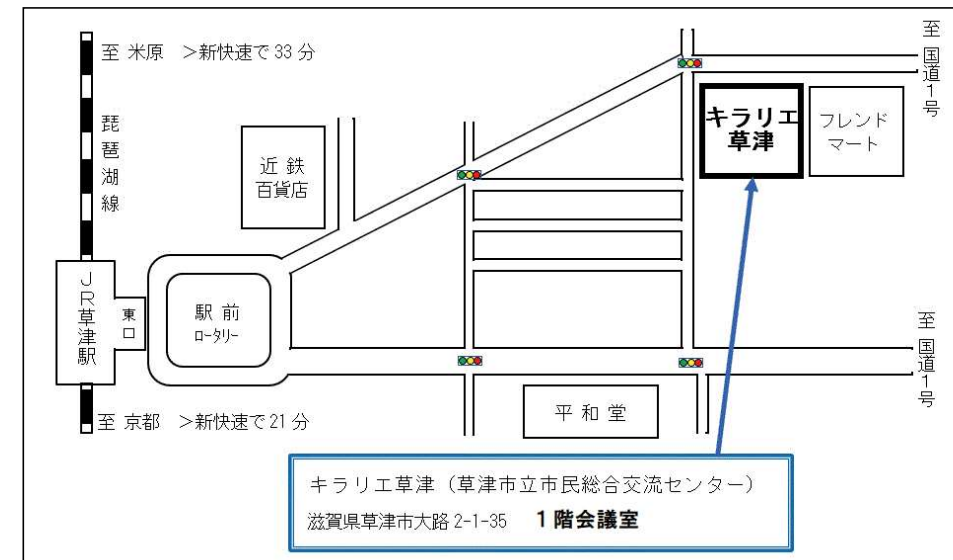 至 米原　＞新快速で 33 分
琵琶湖線
近 鉄
百貨店
キラリエ
草津
フレンド
マート
至 国道1号
JR草津駅
東口
駅 前
ロータリー
至 国道1号
平 和 堂
至 京都　＞新快速で 21 分
キラリエ草津（草津市立市民総合交流センター）
滋賀県草津市大路 2-1-35　1 階会議室